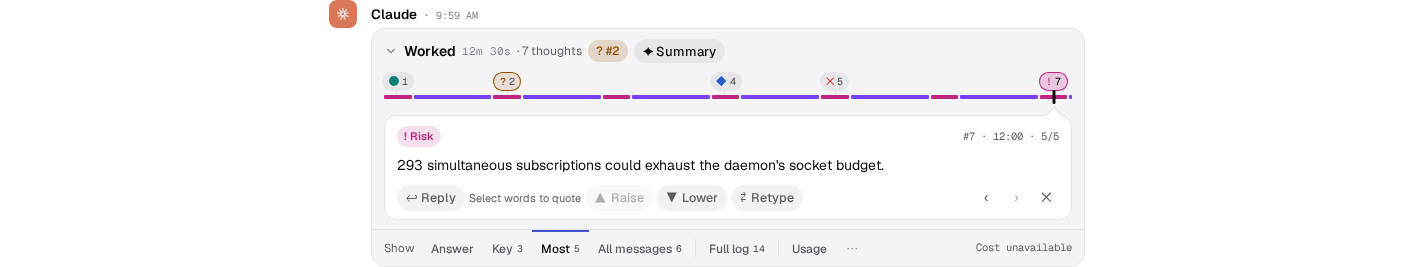 Claude · 9:59 AM
Worked 12m 30s · 7 thoughts ? #2 Summary
1 ? 2 4 5 ! 7
! Risk #7 · 12:00 · 5/5
293 simultaneous subscriptions could exhaust the daemon's socket budget.
Reply Select words to quote Raise Lower Retype
Show Answer Key 3 Most 5 All messages 6 Full log 14 Usage ··· Cost unavailable